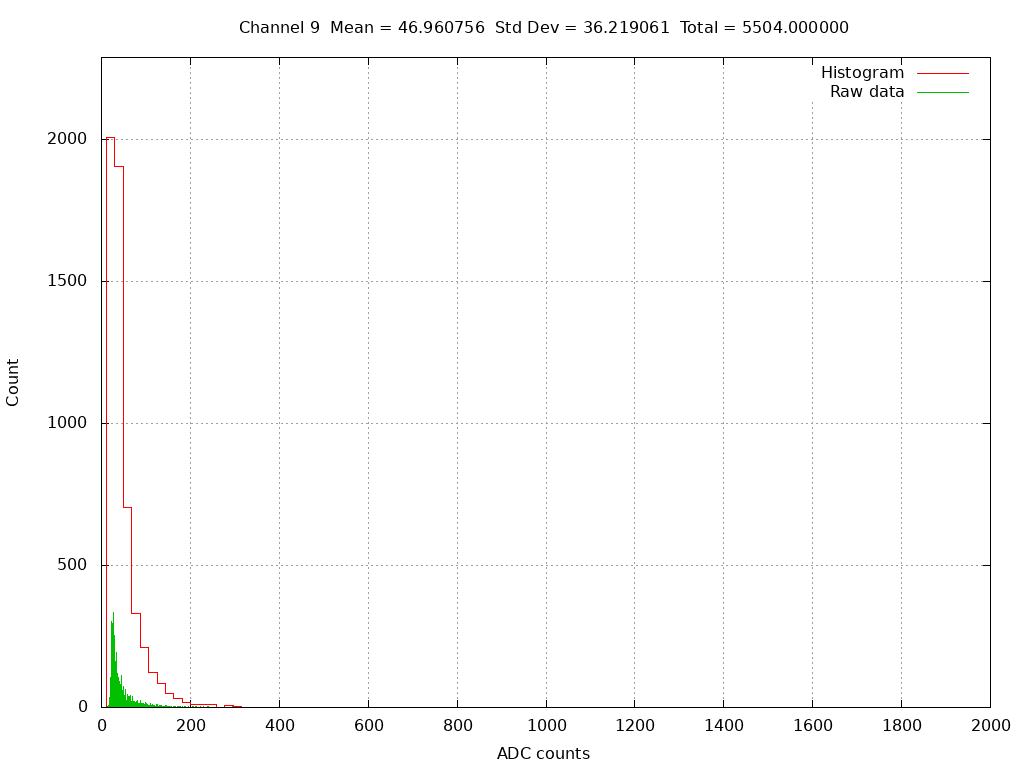 Channel 9  Mean = 46.960756  Std Dev = 36.219061  Total = 5504.000000
Histogram
Raw data
2000
1500
1000
500
0
Count
0 200 400 600 800 1000 1200 1400 1600 1800 2000
ADC counts